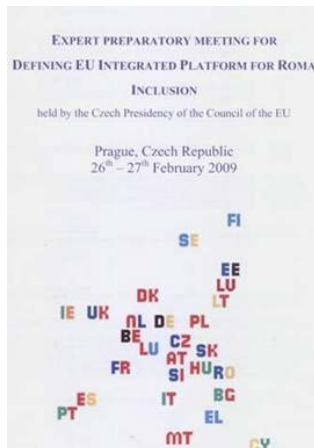 EXPERT PREPARATORY MEETING FOR
DEFINING EU INTEGRATED PLATFORM FOR ROMA
INCLUSION
held by the Czech Presidency of the Council of the EU
Prague, Czech Republic
26th – 27th February 2009
FI
SE
EE
LU
LT
DK
IE UK
NL DE PL
BE
LU CZ
AT SK
FR SI HU RO
ES IT BG
PT EL
MT
CY